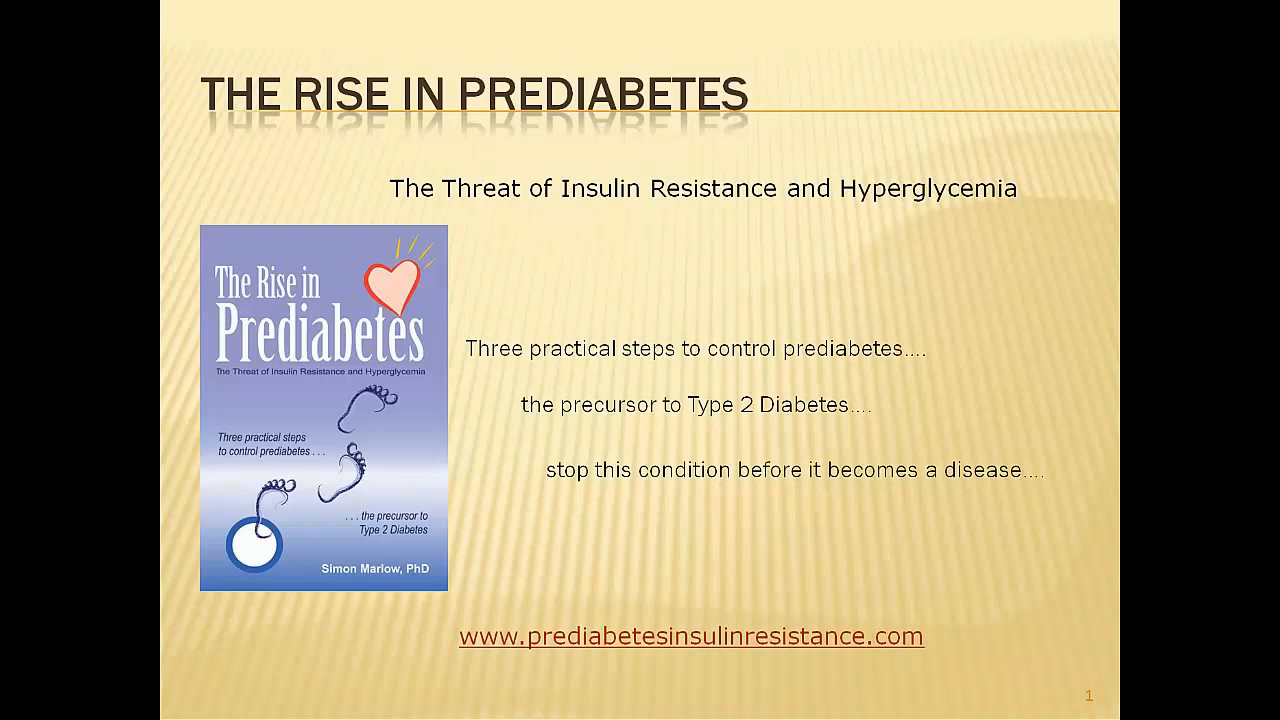 THE RISE IN PREDIABETES
The Threat of Insulin Resistance and Hyperglycemia
The Rise in
Prediabetes
The Threat of Insulin Resistance and Hyperglycemia
Three practical steps
to control prediabetes . . .
. . . the precursor to
Type 2 Diabetes
Simon Marlow, PhD
Three practical steps to control prediabetes....
the precursor to Type 2 Diabetes....
stop this condition before it becomes a disease....
www.prediabetesinsulinresistance.com
1